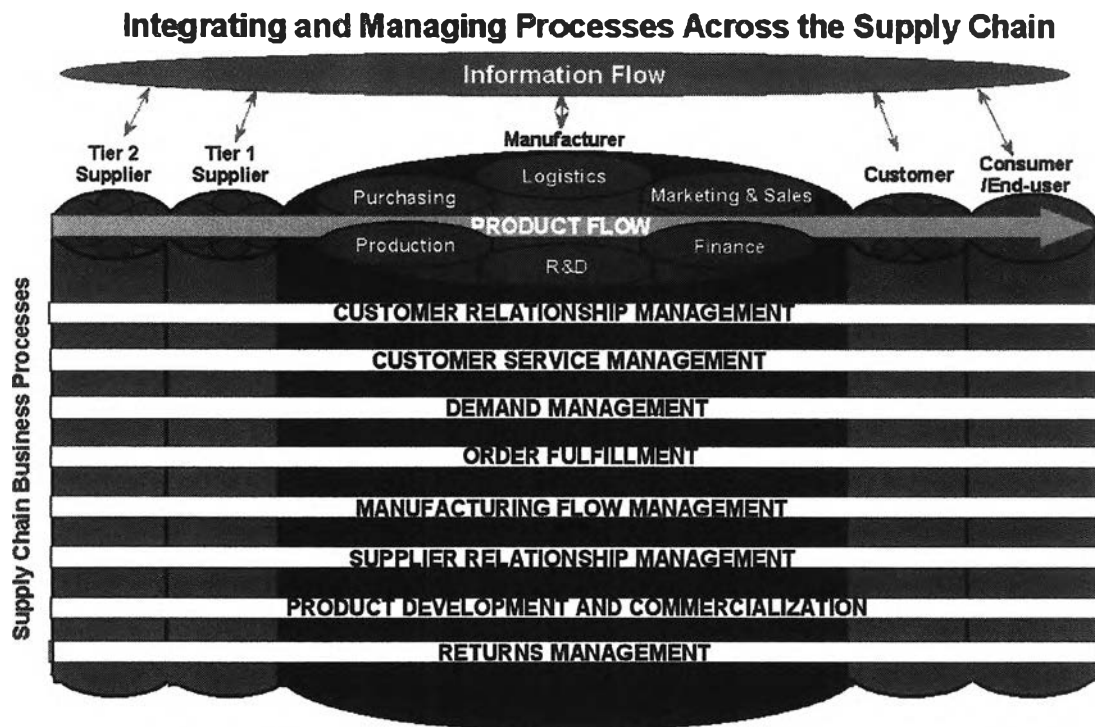 Integrating and Managing Processes Across the Supply Chain
Information Flow
Tier 2
Supplier
Tier 1
Supplier
Manufacturer
Customer
Consumer
/End-user
Logistics
Purchasing
Marketing & Sales
PRODUCT FLOW
Production
Finance
R&D
Supply Chain Business Processes
CUSTOMER RELATIONSHIP MANAGEMENT
CUSTOMER SERVICE MANAGEMENT
DEMAND MANAGEMENT
ORDER FULFILLMENT
MANUFACTURING FLOW MANAGEMENT
SUPPLIER RELATIONSHIP MANAGEMENT
PRODUCT DEVELOPMENT AND COMMERCIALIZATION
RETURNS MANAGEMENT